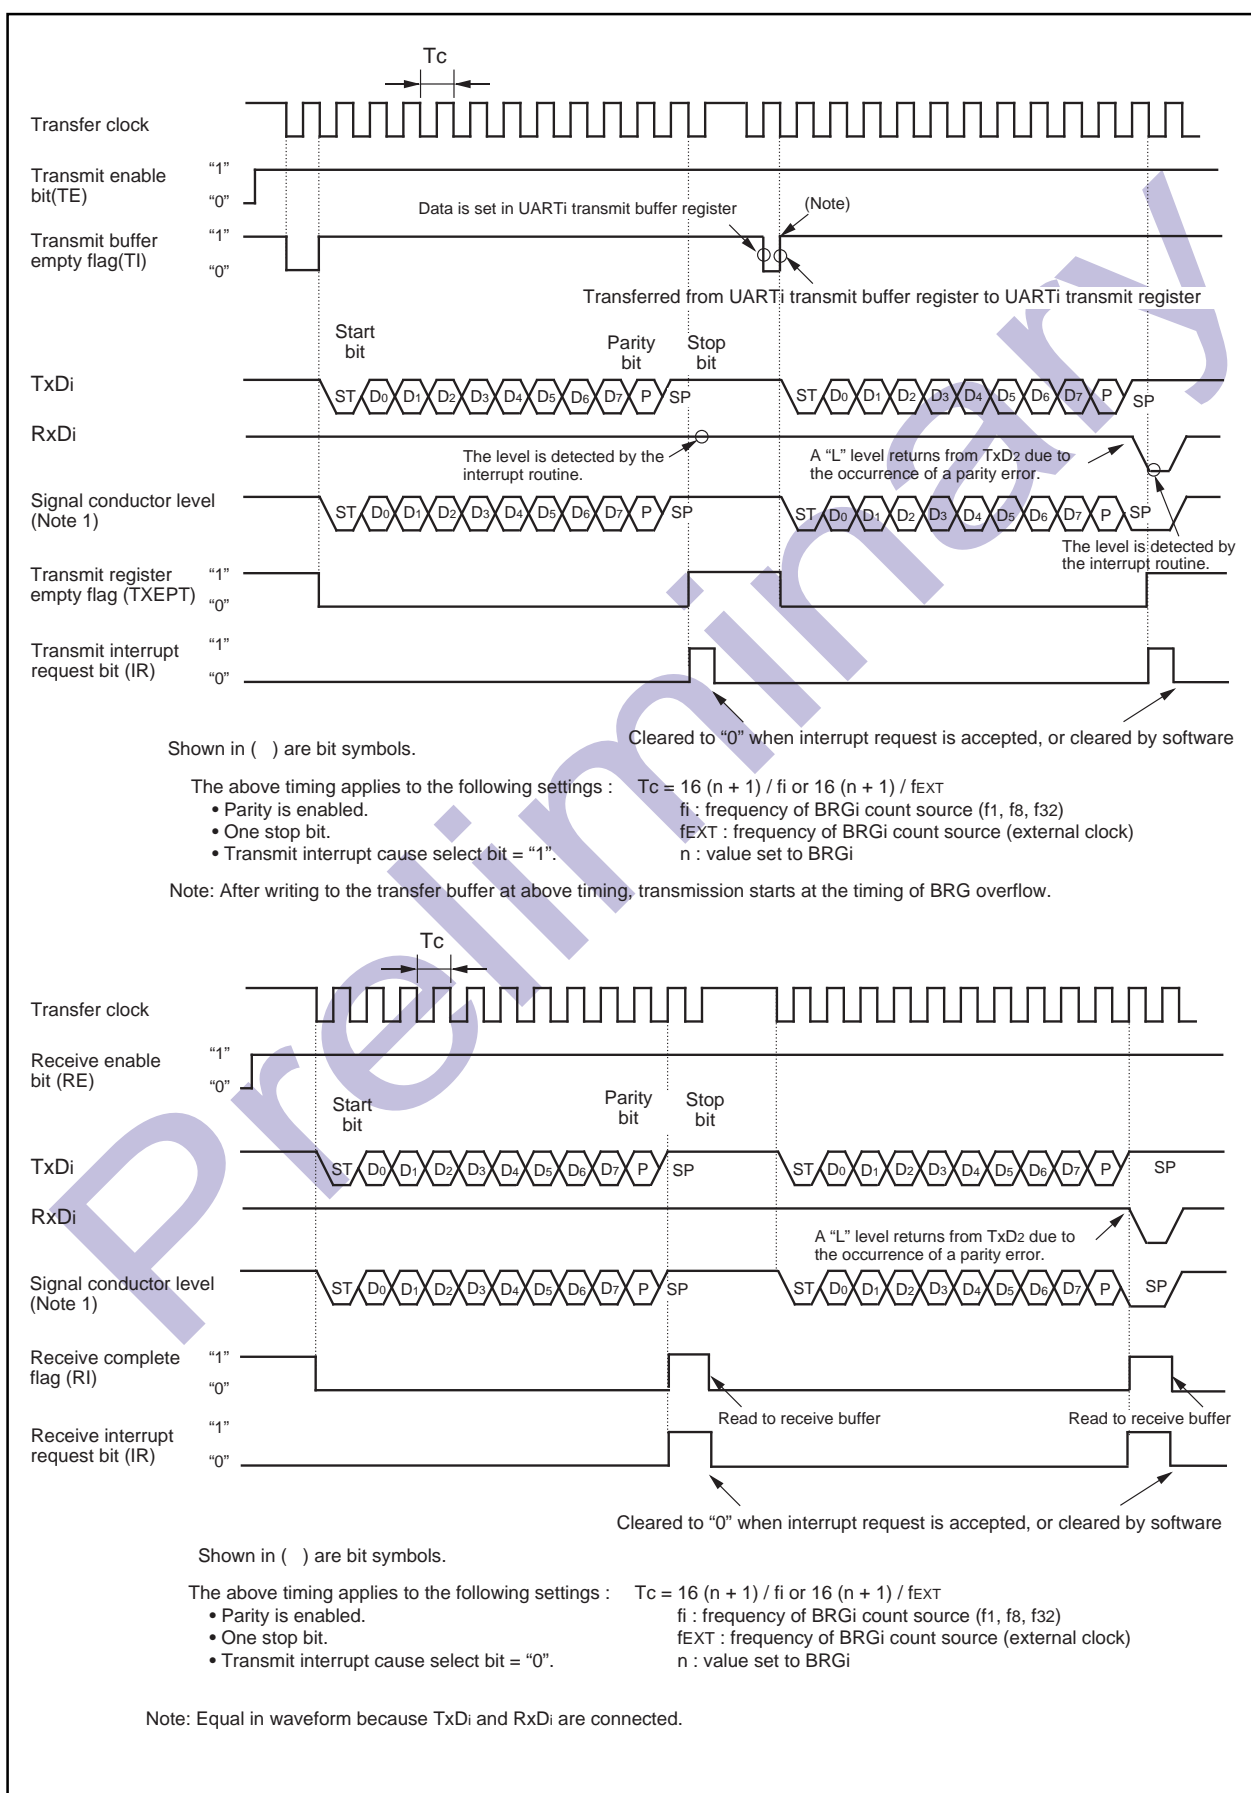 Tc
Transfer clock
Transmit enable
bit(TE)
“1”
“0”
Data is set in UARTi transmit buffer register
(Note)
Transmit buffer
empty flag(TI)
“1”
“0”
Transferred from UARTi transmit buffer register to UARTi transmit register
Start
bit
Parity
bit
Stop
bit
TxDi
ST D0 D1 D2 D3 D4 D5 D6 D7 P SP
ST D0 D1 D2 D3 D4 D5 D6 D7 P SP
RxDi
The level is detected by the
interrupt routine.
A “L” level returns from TxD2 due to
the occurrence of a parity error.
Signal conductor level
(Note 1)
ST D0 D1 D2 D3 D4 D5 D6 D7 P SP
ST D0 D1 D2 D3 D4 D5 D6 D7 P SP
The level is detected by
the interrupt routine.
Transmit register
empty flag (TXEPT)
“1”
“0”
Transmit interrupt
request bit (IR)
“1”
“0”
Cleared to “0” when interrupt request is accepted, or cleared by software
Shown in ( ) are bit symbols.
The above timing applies to the following settings :
• Parity is enabled.
• One stop bit.
• Transmit interrupt cause select bit = “1”.
Tc = 16 (n + 1) / fi or 16 (n + 1) / fEXT
fi : frequency of BRGi count source (f1, f8, f32)
fEXT : frequency of BRGi count source (external clock)
n : value set to BRGi
Note: After writing to the transfer buffer at above timing, transmission starts at the timing of BRG overflow.
Tc
Transfer clock
Receive enable
bit (RE)
“1”
“0”
Start
bit
Parity
bit
Stop
bit
TxDi
ST D0 D1 D2 D3 D4 D5 D6 D7 P SP
ST D0 D1 D2 D3 D4 D5 D6 D7 P SP
RxDi
A “L” level returns from TxD2 due to
the occurrence of a parity error.
Signal conductor level
(Note 1)
ST D0 D1 D2 D3 D4 D5 D6 D7 P SP
ST D0 D1 D2 D3 D4 D5 D6 D7 P SP
Receive complete
flag (RI)
“1”
“0”
Read to receive buffer
Read to receive buffer
Receive interrupt
request bit (IR)
“1”
“0”
Cleared to “0” when interrupt request is accepted, or cleared by software
Shown in ( ) are bit symbols.
The above timing applies to the following settings :
• Parity is enabled.
• One stop bit.
• Transmit interrupt cause select bit = “0”.
Tc = 16 (n + 1) / fi or 16 (n + 1) / fEXT
fi : frequency of BRGi count source (f1, f8, f32)
fEXT : frequency of BRGi count source (external clock)
n : value set to BRGi
Note: Equal in waveform because TxDi and RxDi are connected.
Preliminary